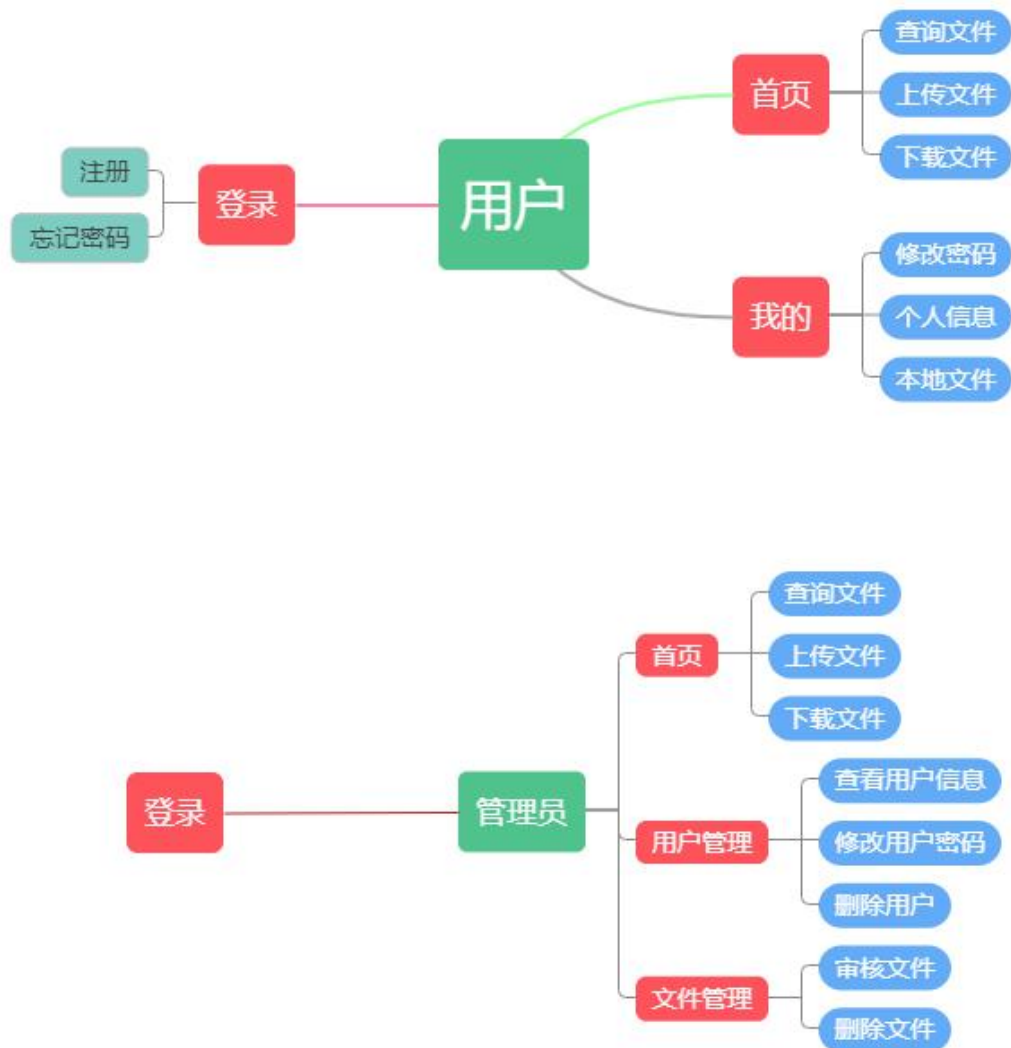 查询文件
首页
上传文件
下载文件
注册
登录
忘记密码
用户
修改密码
我的
个人信息
本地文件
查询文件
首页
上传文件
下载文件
查看用户信息
登录
管理员
用户管理
修改用户密码
删除用户
审核文件
文件管理
删除文件